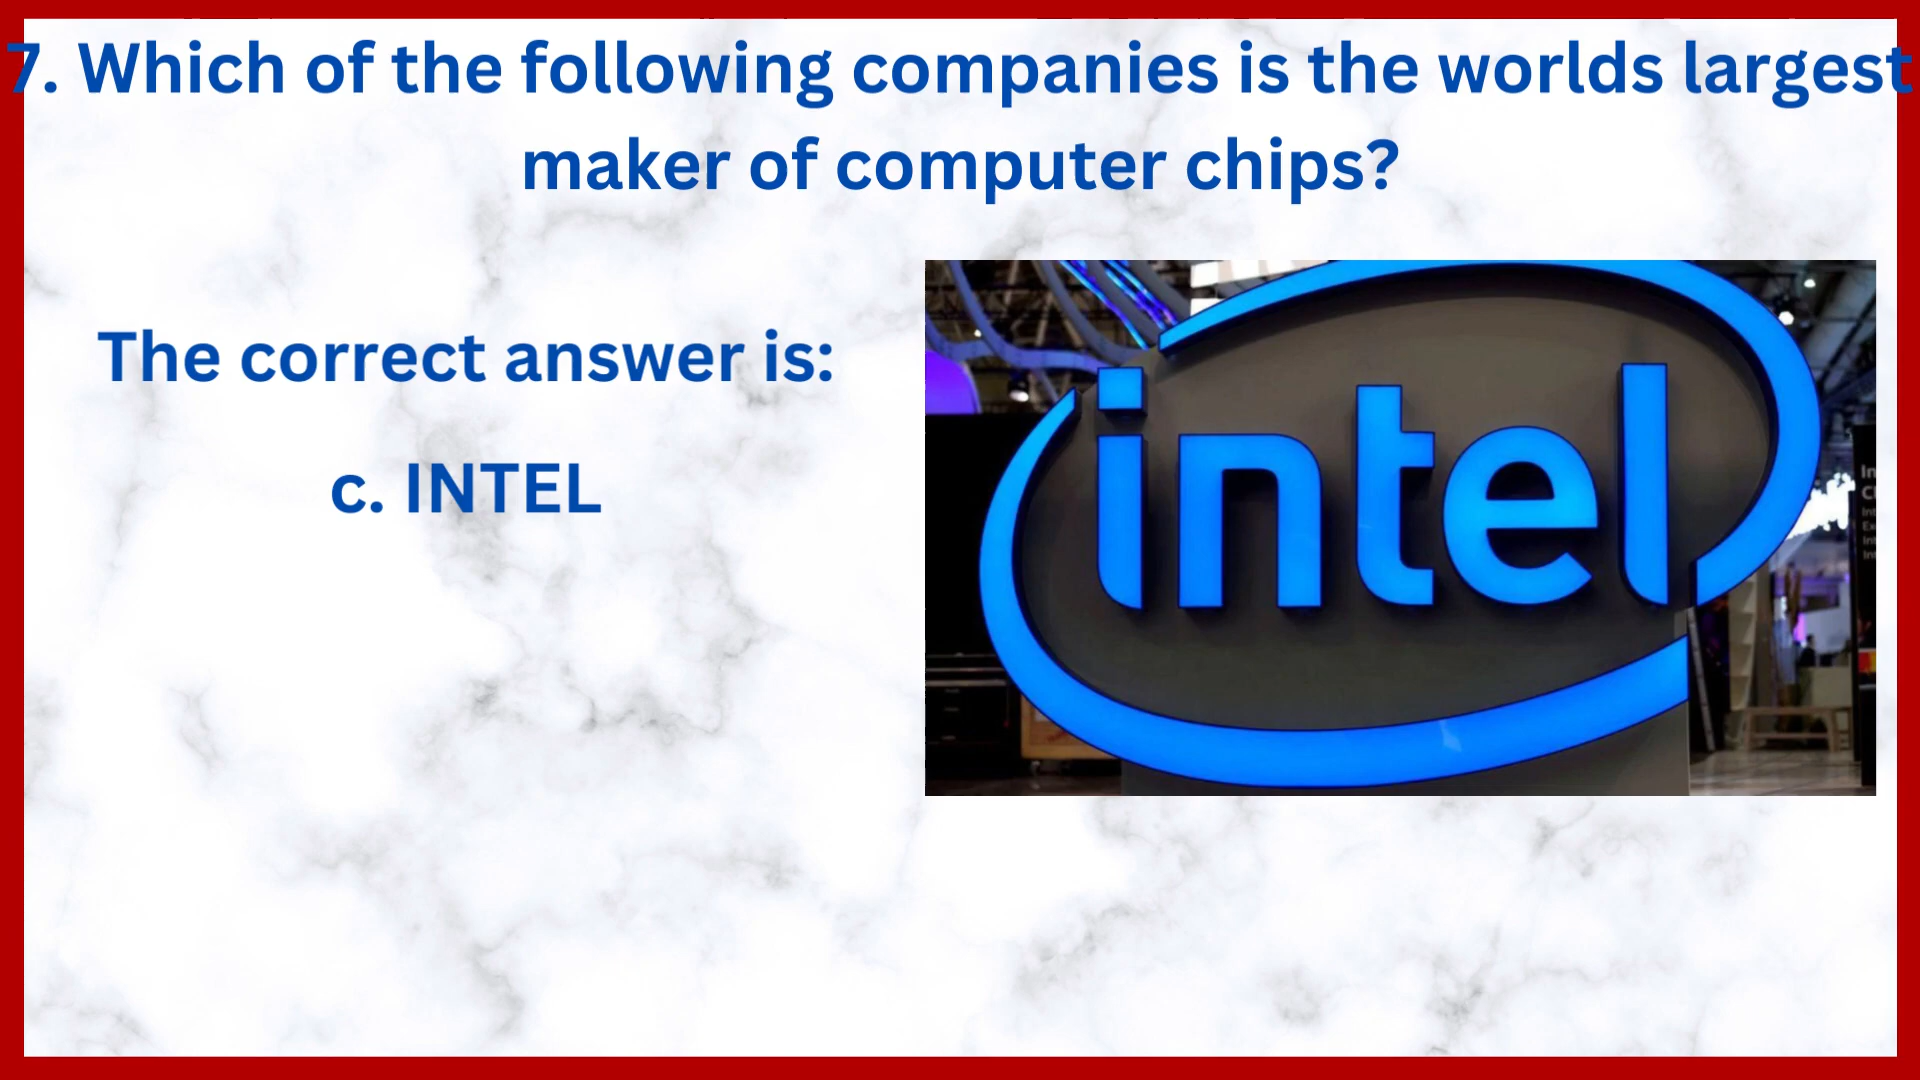 7. Which of the following companies is the worlds largest
maker of computer chips?
The correct answer is:
c. INTEL
intel